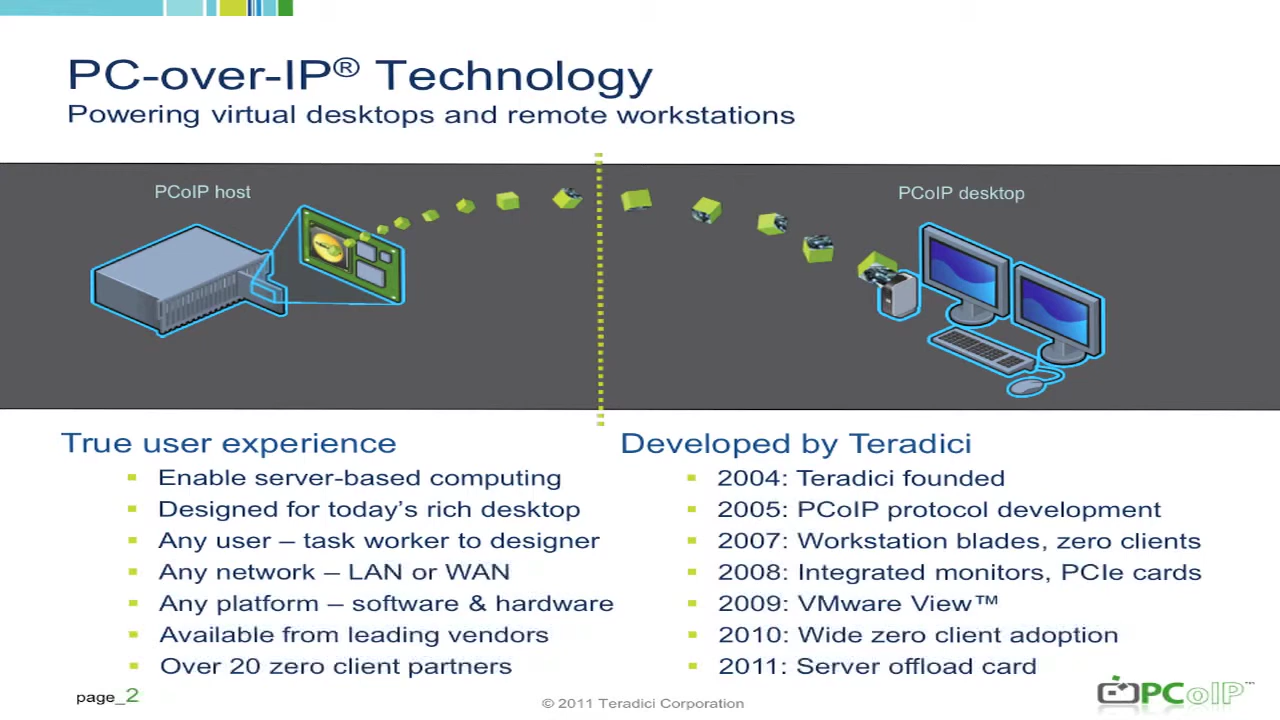 PC-over-IP® Technology
Powering virtual desktops and remote workstations
PCoIP host
PCoIP desktop
True user experience
Enable server-based computing
Designed for today's rich desktop
Any user – task worker to designer
Any network – LAN or WAN
Any platform – software & hardware
Available from leading vendors
Over 20 zero client partners
Developed by Teradici
2004: Teradici founded
2005: PCoIP protocol development
2007: Workstation blades, zero clients
2008: Integrated monitors, PCIe cards
2009: VMware View™
2010: Wide zero client adoption
2011: Server offload card
page_2
© 2011 Teradici Corporation
PCoIP™